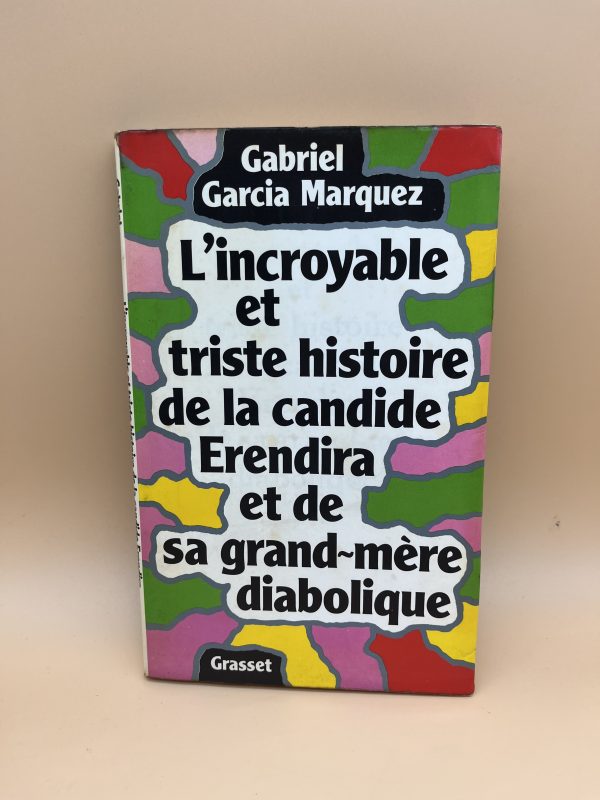 Gabriel
Garcia Marquez
L'incroyable
et
triste histoire
de la candide
Erendira
et de
sa grand~mère
diabolique
Grasset